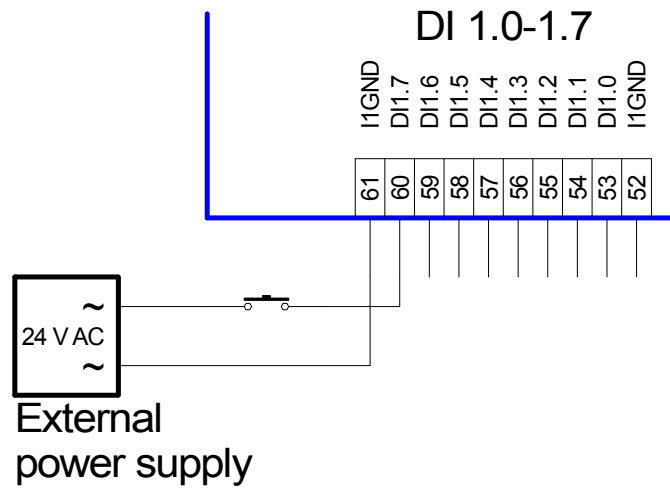 DI 1.0-1.7
I1GND DI1.7 DI1.6 DI1.5 DI1.4 DI1.3 DI1.2 DI1.1 DI1.0 I1GND
61 60 59 58 57 56 55 54 53 52
~
24 V AC
~
External
power supply